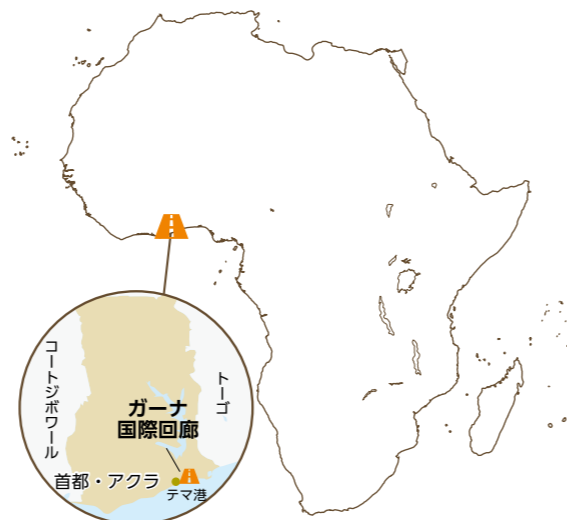 コートジボワール
トーゴ
ガーナ
国際回廊
首都・アクラ
テマ港